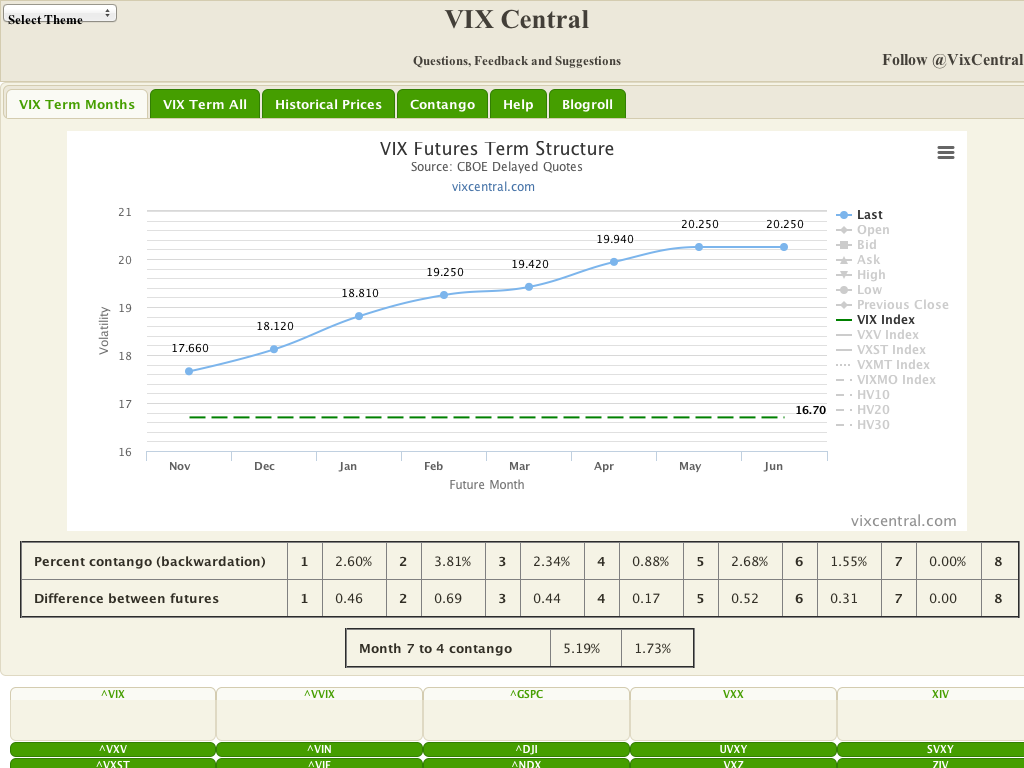 Select Theme
VIX Central
Questions, Feedback and Suggestions
Follow @VixCentral
VIX Term Months VIX Term All Historical Prices Contango Help Blogroll
VIX Futures Term Structure
Source: CBOE Delayed Quotes
vixcentral.com
21
20
19
18
17
16
Volatility
17.660
18.120
18.810
19.250
19.420
19.940
20.250
20.250
16.70
Nov Dec Jan Feb Mar Apr May Jun
Future Month
Last
Open
Bid
Ask
High
Low
Previous Close
VIX Index
VXV Index
VXST Index
VXMT Index
VIXMO Index
HV10
HV20
HV30
vixcentral.com
Percent contango (backwardation) 1 2.60% 2 3.81% 3 2.34% 4 0.88% 5 2.68% 6 1.55% 7 0.00% 8
Difference between futures 1 0.46 2 0.69 3 0.44 4 0.17 5 0.52 6 0.31 7 0.00 8
Month 7 to 4 contango 5.19% 1.73%
^VIX ^VVIX ^GSPC VXX XIV
^VXV ^VIN ^DJI UVXY SVXY
^VXST ^VIF ^NDX VXZ ZIV